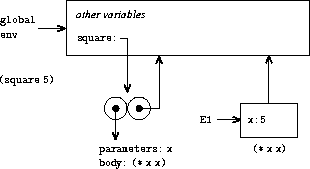 other variables
global
env
square:
(square 5)
E1
x: 5
parameters: x
body: (* x x)
(* x x)